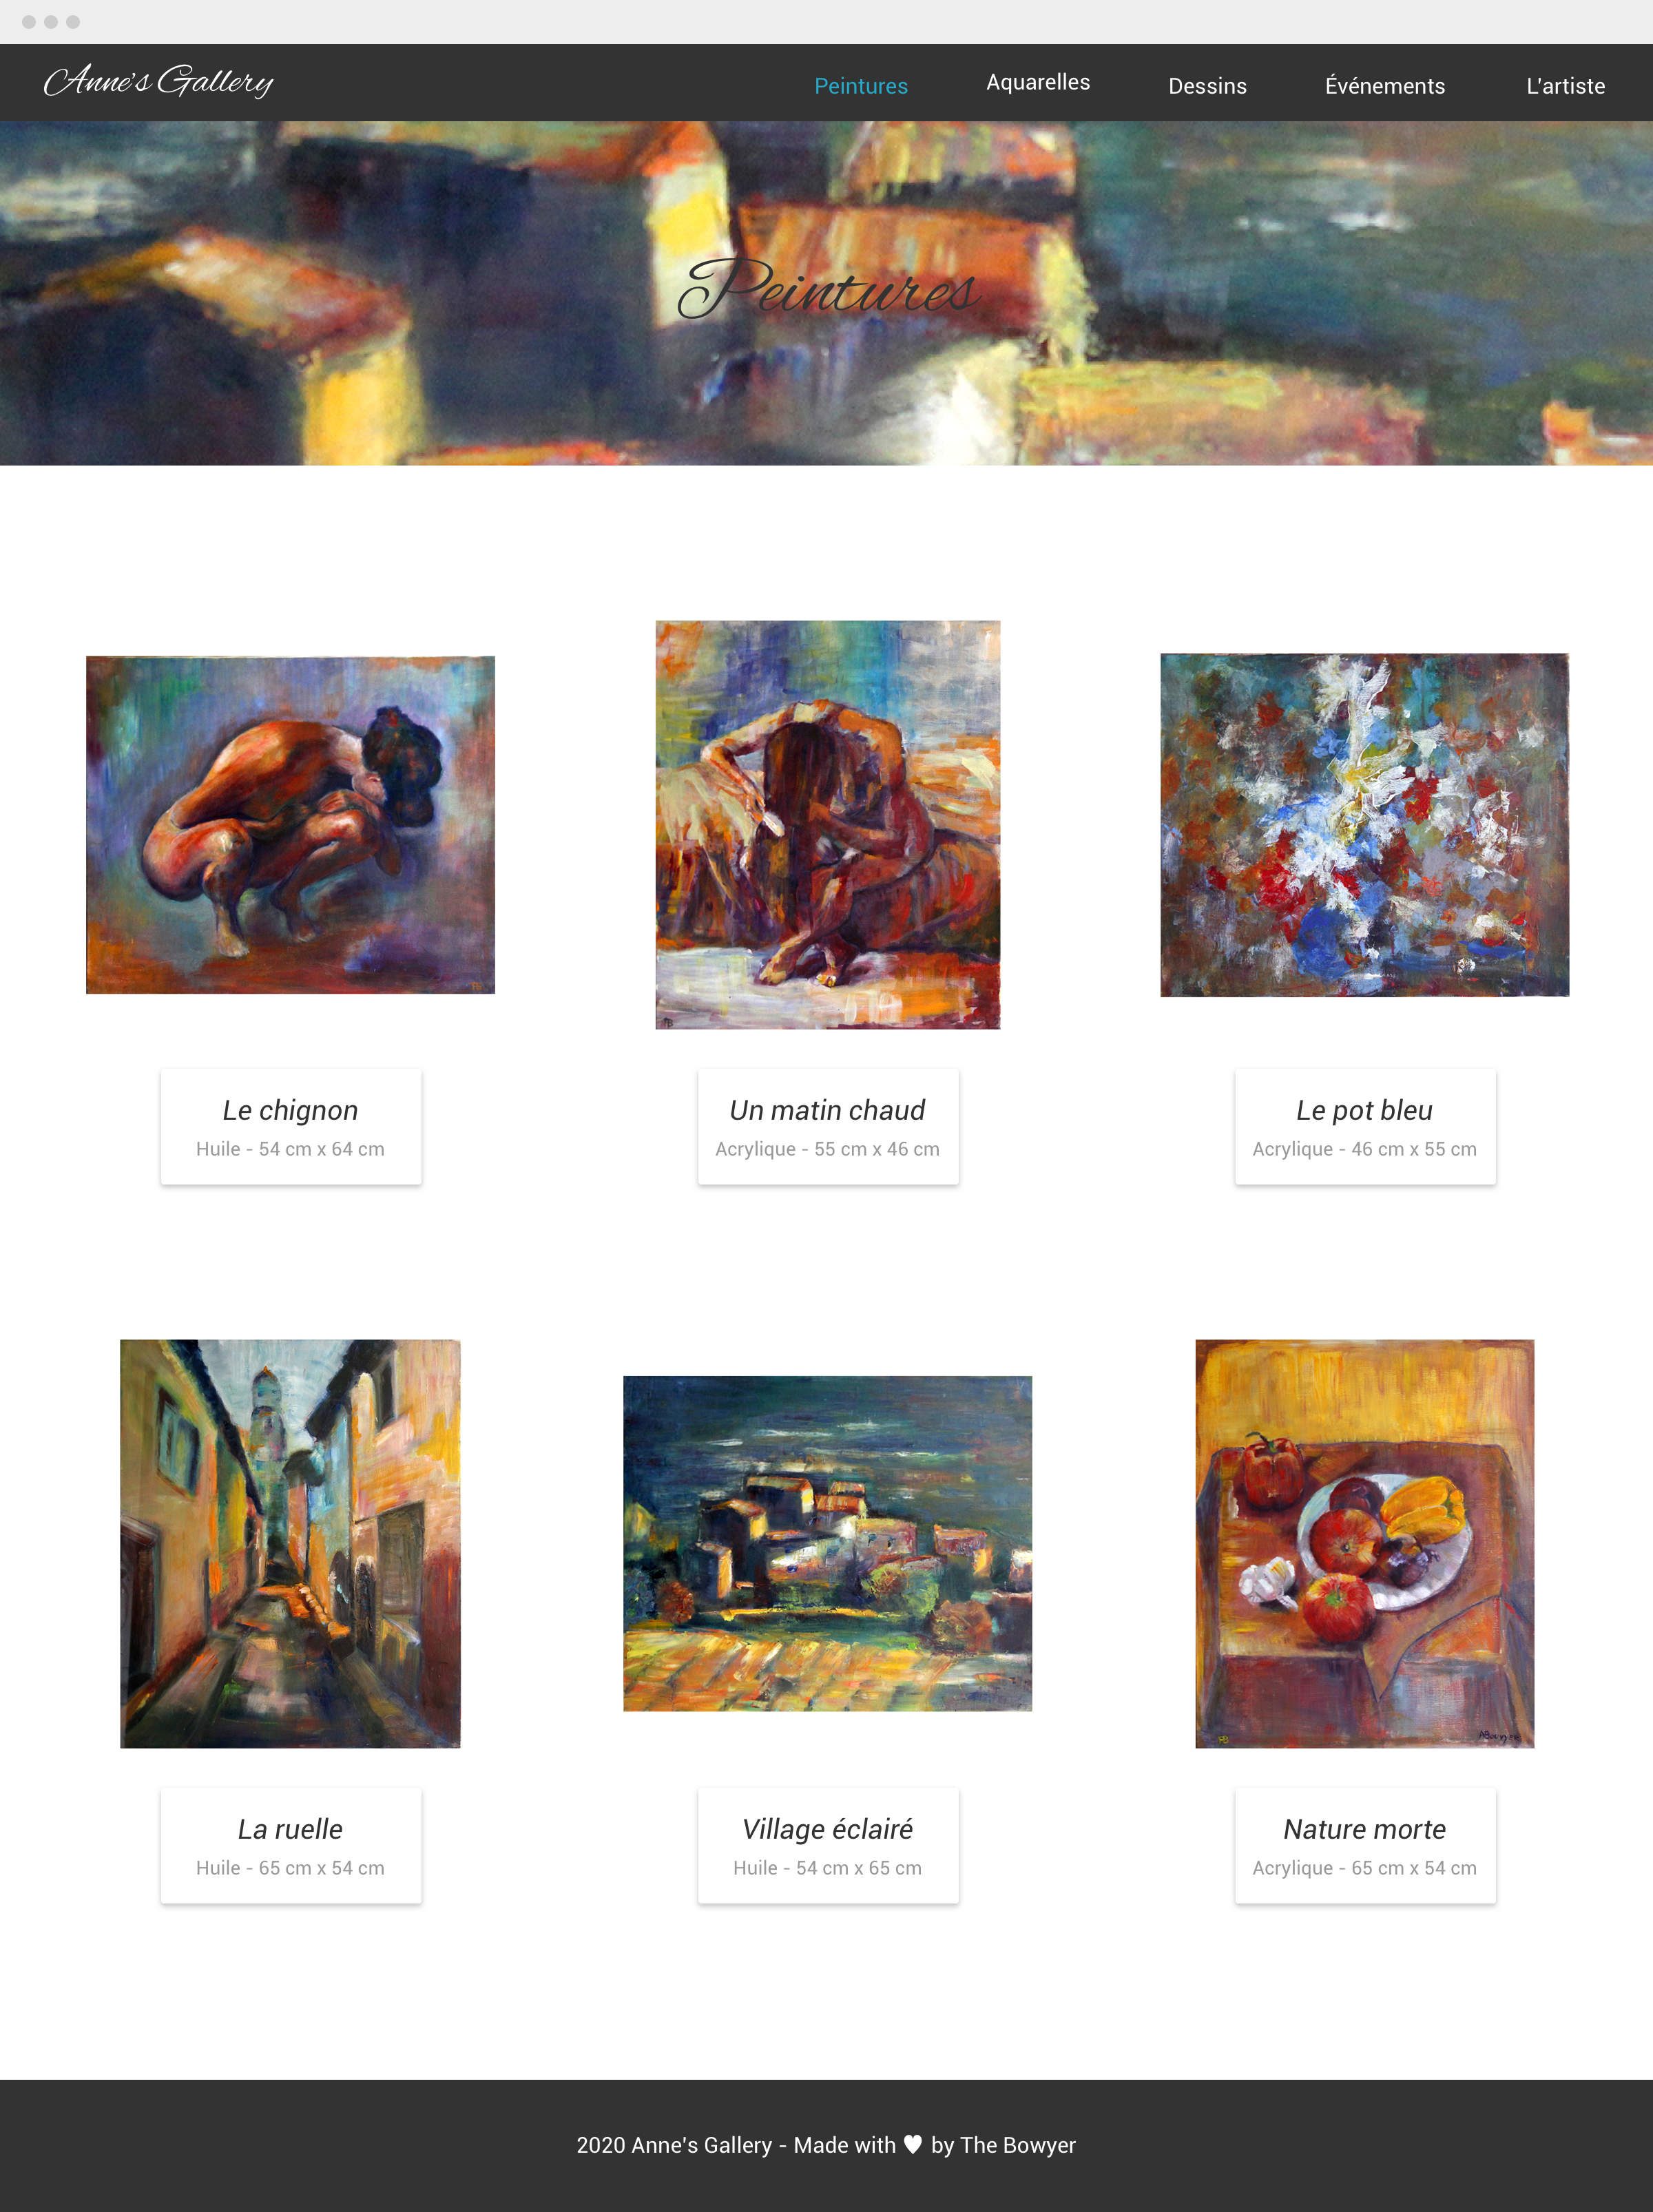 Anne's Gallery
Peintures
Aquarelles
Dessins
Événements
L'artiste
Peintures
Le chignon
Huile - 54 cm x 64 cm
Un matin chaud
Acrylique - 55 cm x 46 cm
Le pot bleu
Acrylique - 46 cm x 55 cm
La ruelle
Huile - 65 cm x 54 cm
Village éclairé
Huile - 54 cm x 65 cm
Nature morte
Acrylique - 65 cm x 54 cm
2020 Anne's Gallery - Made with ♥ by The Bowyer